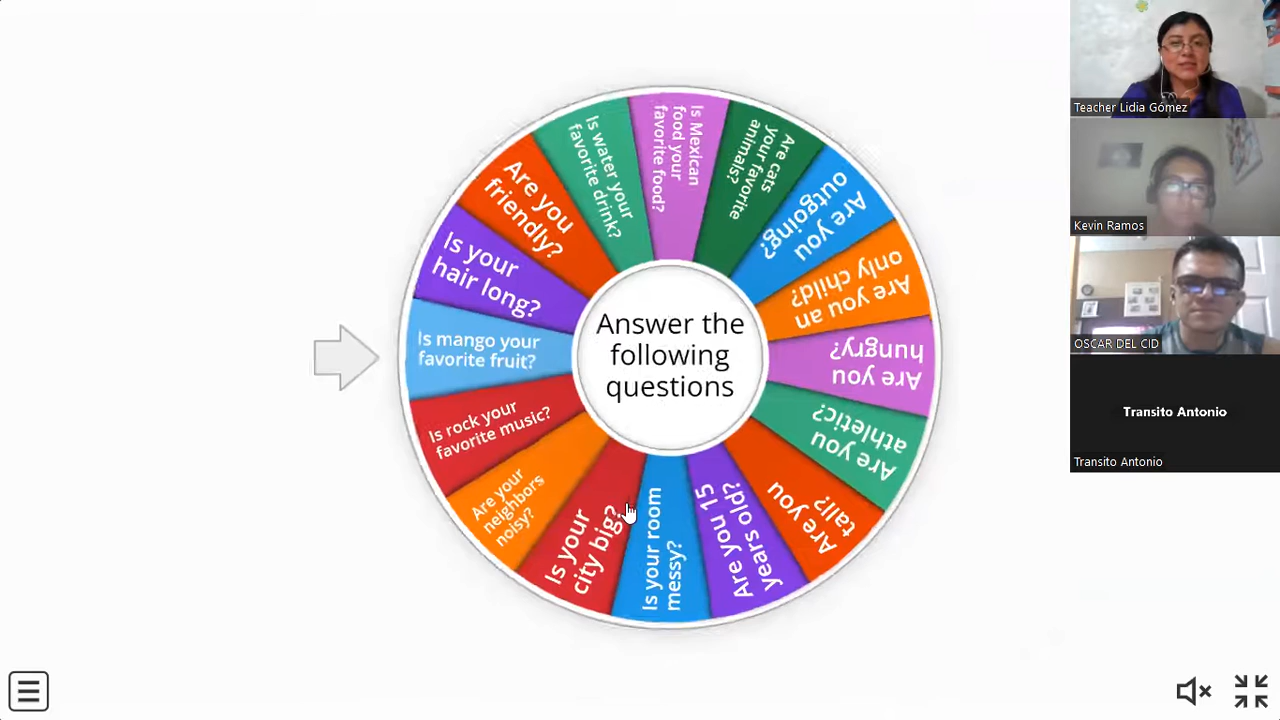 Answer the
following
questions
Is mango your
favorite fruit?
Is your
hair long?
Are you
friendly?
Is water your
favorite drink?
Is Mexican
food your
favorite food?
Are cats
your favorite
animals?
Are you
outgoing?
Are you an
only child?
Are you
hungry?
Are you
athletic?
Are you
tall?
Are you 15
years old?
Is your room
messy?
Is your
city big?
Are your
neighbors
noisy?
Is rock your
favorite music?
Teacher Lidia Gómez
Kevin Ramos
OSCAR DEL CID
Transito Antonio
Transito Antonio